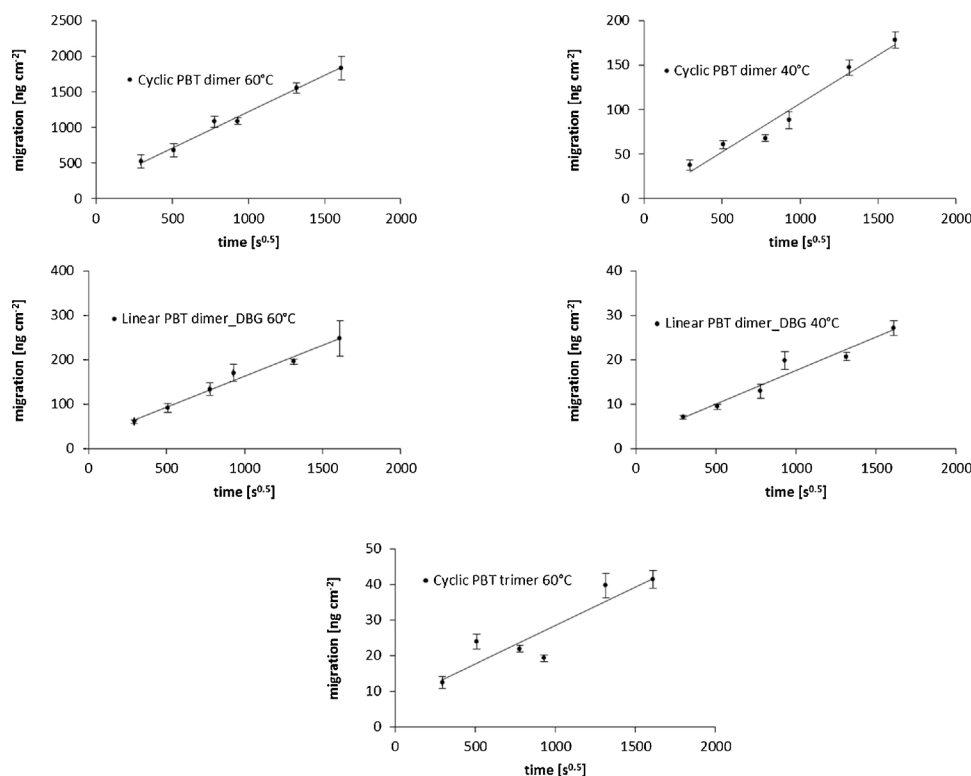 migration [ng cm⁻²]
2500
2000
1500
1000
500
0
Cyclic PBT dimer 60°C
0 500 1000 1500 2000
time [s⁰·⁵]
migration [ng cm⁻²]
200
150
100
50
0
Cyclic PBT dimer 40°C
0 500 1000 1500 2000
time [s⁰·⁵]
migration [ng cm⁻²]
400
300
200
100
0
Linear PBT dimer_DBG 60°C
0 500 1000 1500 2000
time [s⁰·⁵]
migration [ng cm⁻²]
40
30
20
10
0
Linear PBT dimer_DBG 40°C
0 500 1000 1500 2000
time [s⁰·⁵]
migration [ng cm⁻²]
50
40
30
20
10
0
Cyclic PBT trimer 60°C
0 500 1000 1500 2000
time [s⁰·⁵]